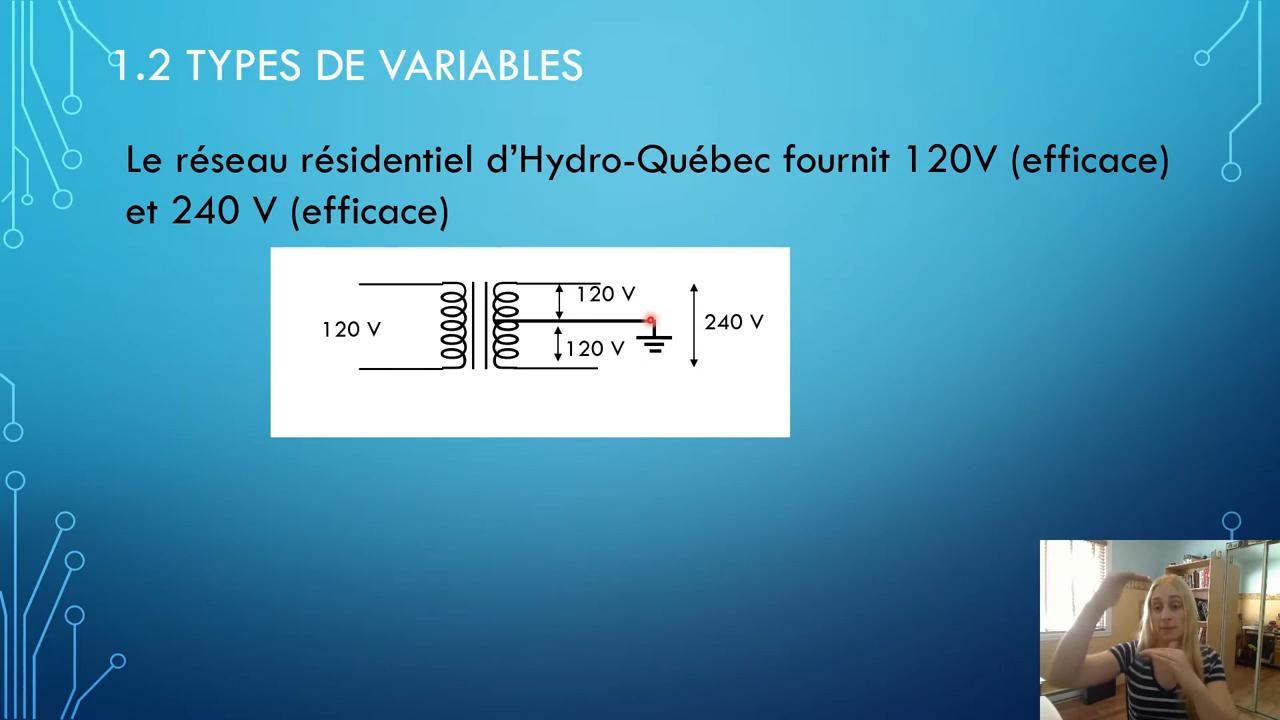 1.2 TYPES DE VARIABLES
Le réseau résidentiel d’Hydro-Québec fournit 120V (efficace)
et 240 V (efficace)
120 V
120 V
240 V
120 V